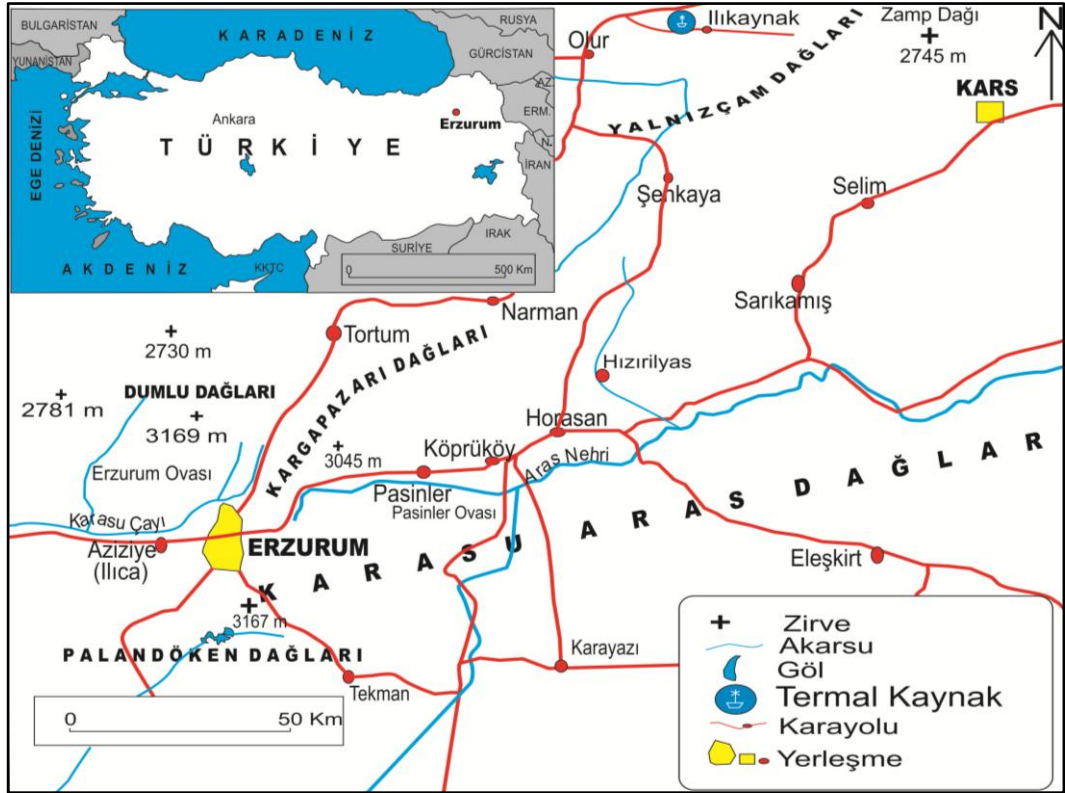 BULGARİSTAN
KARADENİZ
RUSYA
GÜRCİSTAN
YUNANİSTAN
AZ.
ERM.
Erzurum
Ankara
TÜRKİYE
N.
İRAN
EGE DENİZİ
SURİYE
IRAK
AKDENİZ
KKTC
0 500 Km
Ilıkaynak
Olur
Zamp Dağı
2745 m
N
KARS
YALNIZÇAM DAĞLARI
Şenkaya
Selim
Sarıkamış
Narman
Tortum
2730 m
Hızırilyas
DUMLU DAĞLARI
2781 m
3169 m
KARGAPAZARI DAĞLARI
Horasan
Köprüköy
3045 m
Aras Nehri
Erzurum Ovası
Pasinler
Pasinler Ovası
Karasu Çayı
Aziziye
(Ilıca)
ERZURUM
KARASU ARAS DAĞLAR
Eleşkirt
3167 m
PALANDÖKEN DAĞLARI
Tekman
Karayazı
0 50 Km
Zirve
Akarsu
Göl
Termal Kaynak
Karayolu
Yerleşme